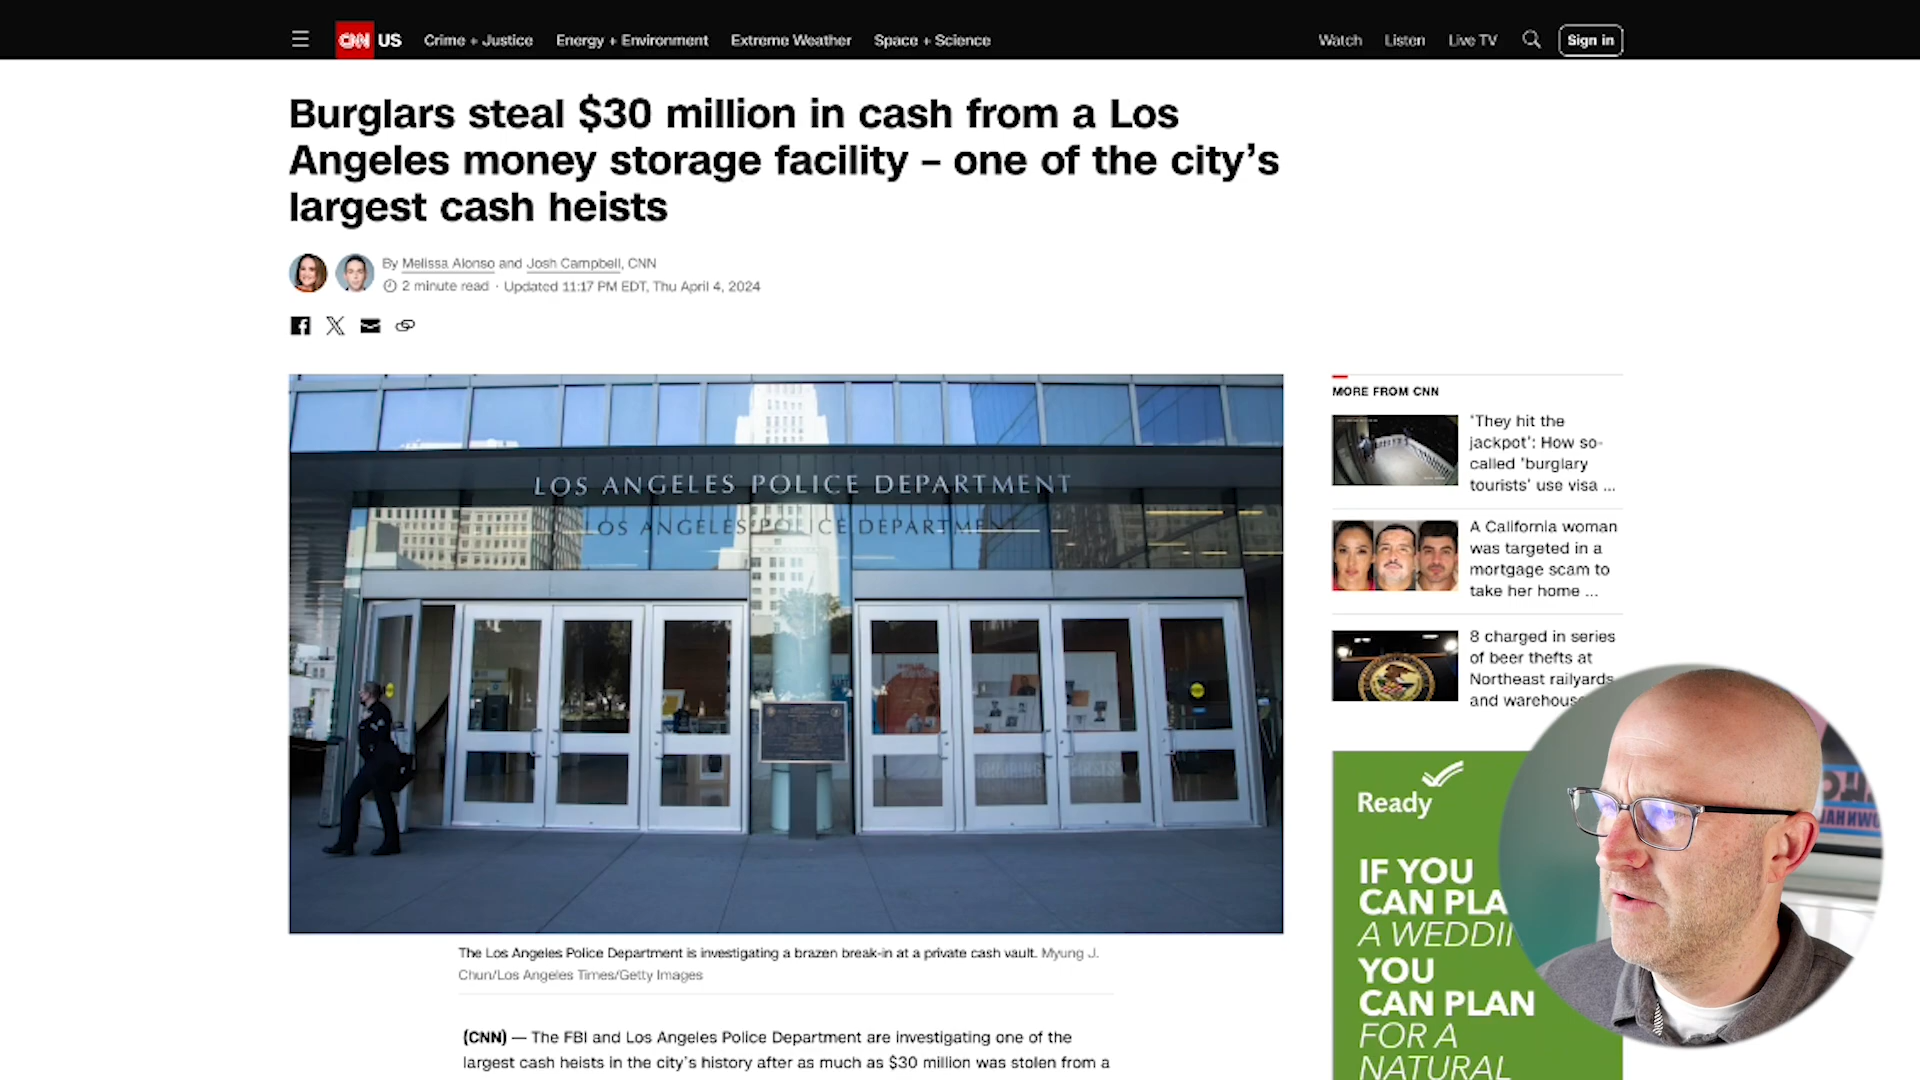 CNN US Crime + Justice Energy + Environment Extreme Weather Space + Science Watch Listen Live TV Sign in
Burglars steal $30 million in cash from a Los
Angeles money storage facility – one of the city's
largest cash heists
By Melissa Alonso and Josh Campbell, CNN
2 minute read · Updated 11:17 PM EDT, Thu April 4, 2024
LOS ANGELES POLICE DEPARTMENT
LOS ANGELES POLICE DEPARTMENT
The Los Angeles Police Department is investigating a brazen break-in at a private cash vault. Myung J.
Chun/Los Angeles Times/Getty Images
(CNN) — The FBI and Los Angeles Police Department are investigating one of the
largest cash heists in the city's history after as much as $30 million was stolen from a
MORE FROM CNN
'They hit the
jackpot': How so-
called 'burglary
tourists' use visa ...
A California woman
was targeted in a
mortgage scam to
take her home ...
8 charged in series
of beer thefts at
Northeast railyards
and
Ready
IF YOU
CAN
A
YOU
CAN PLAN
FOR A
NATURAL